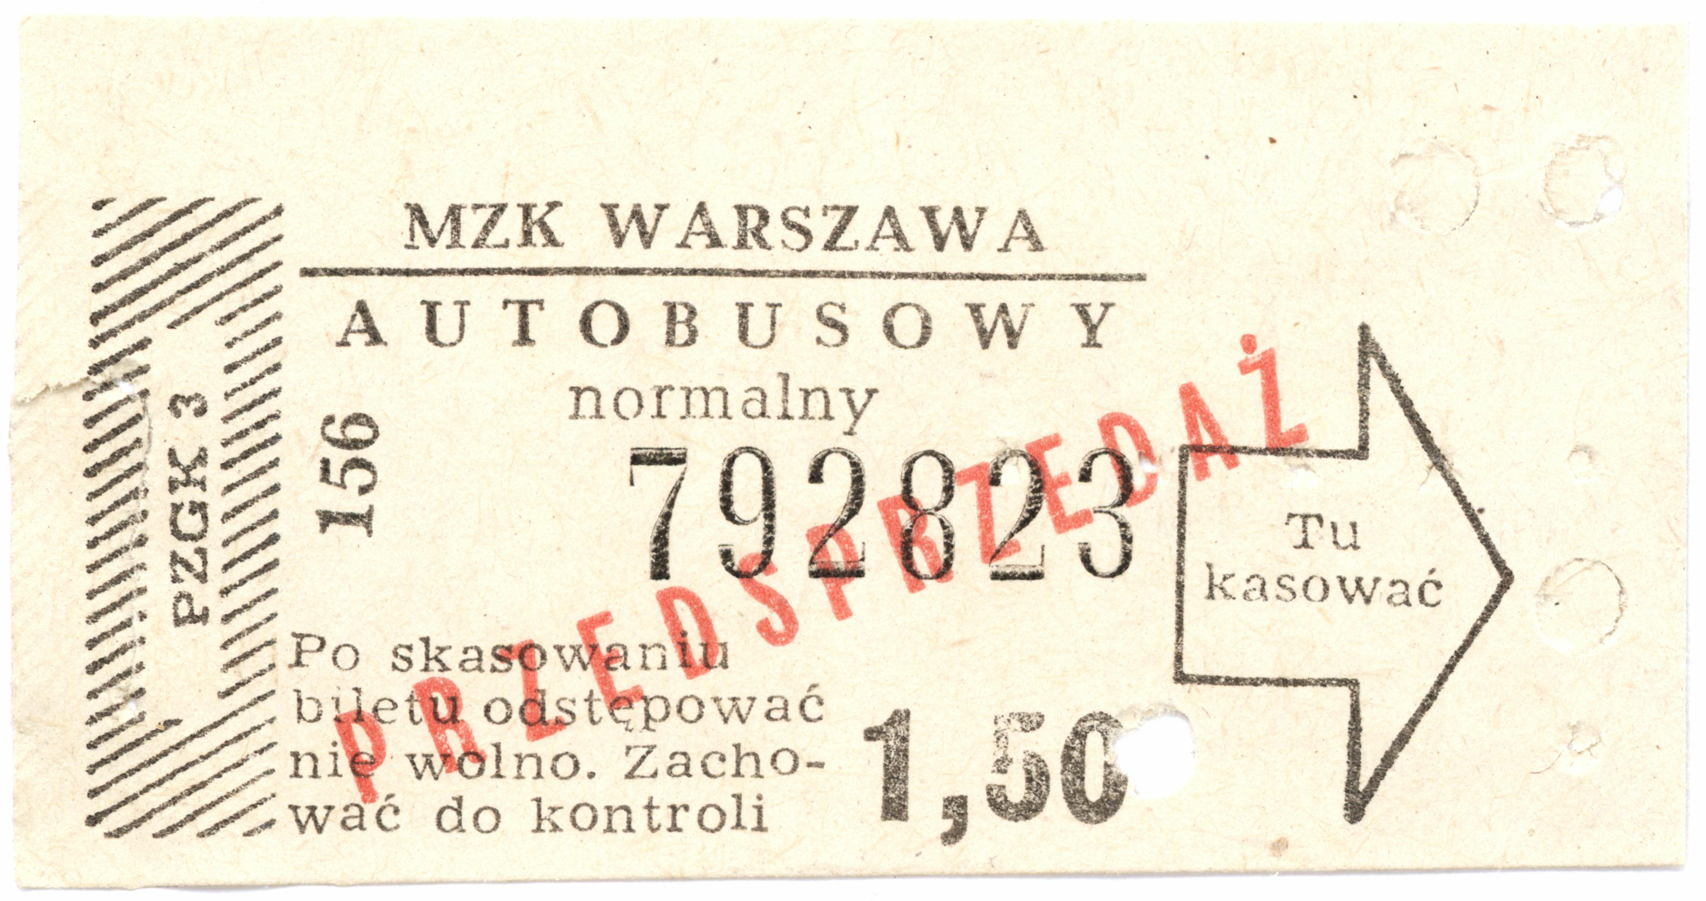 MZK WARSZAWA
AUTOBUSOWY
normalny
PZGK 3
156
792823
PRZEDSPRZEDAŻ
Tu
kasować
Po skasowaniu
biletu odstępować
nie wolno. Zacho-
wać do kontroli
1,50